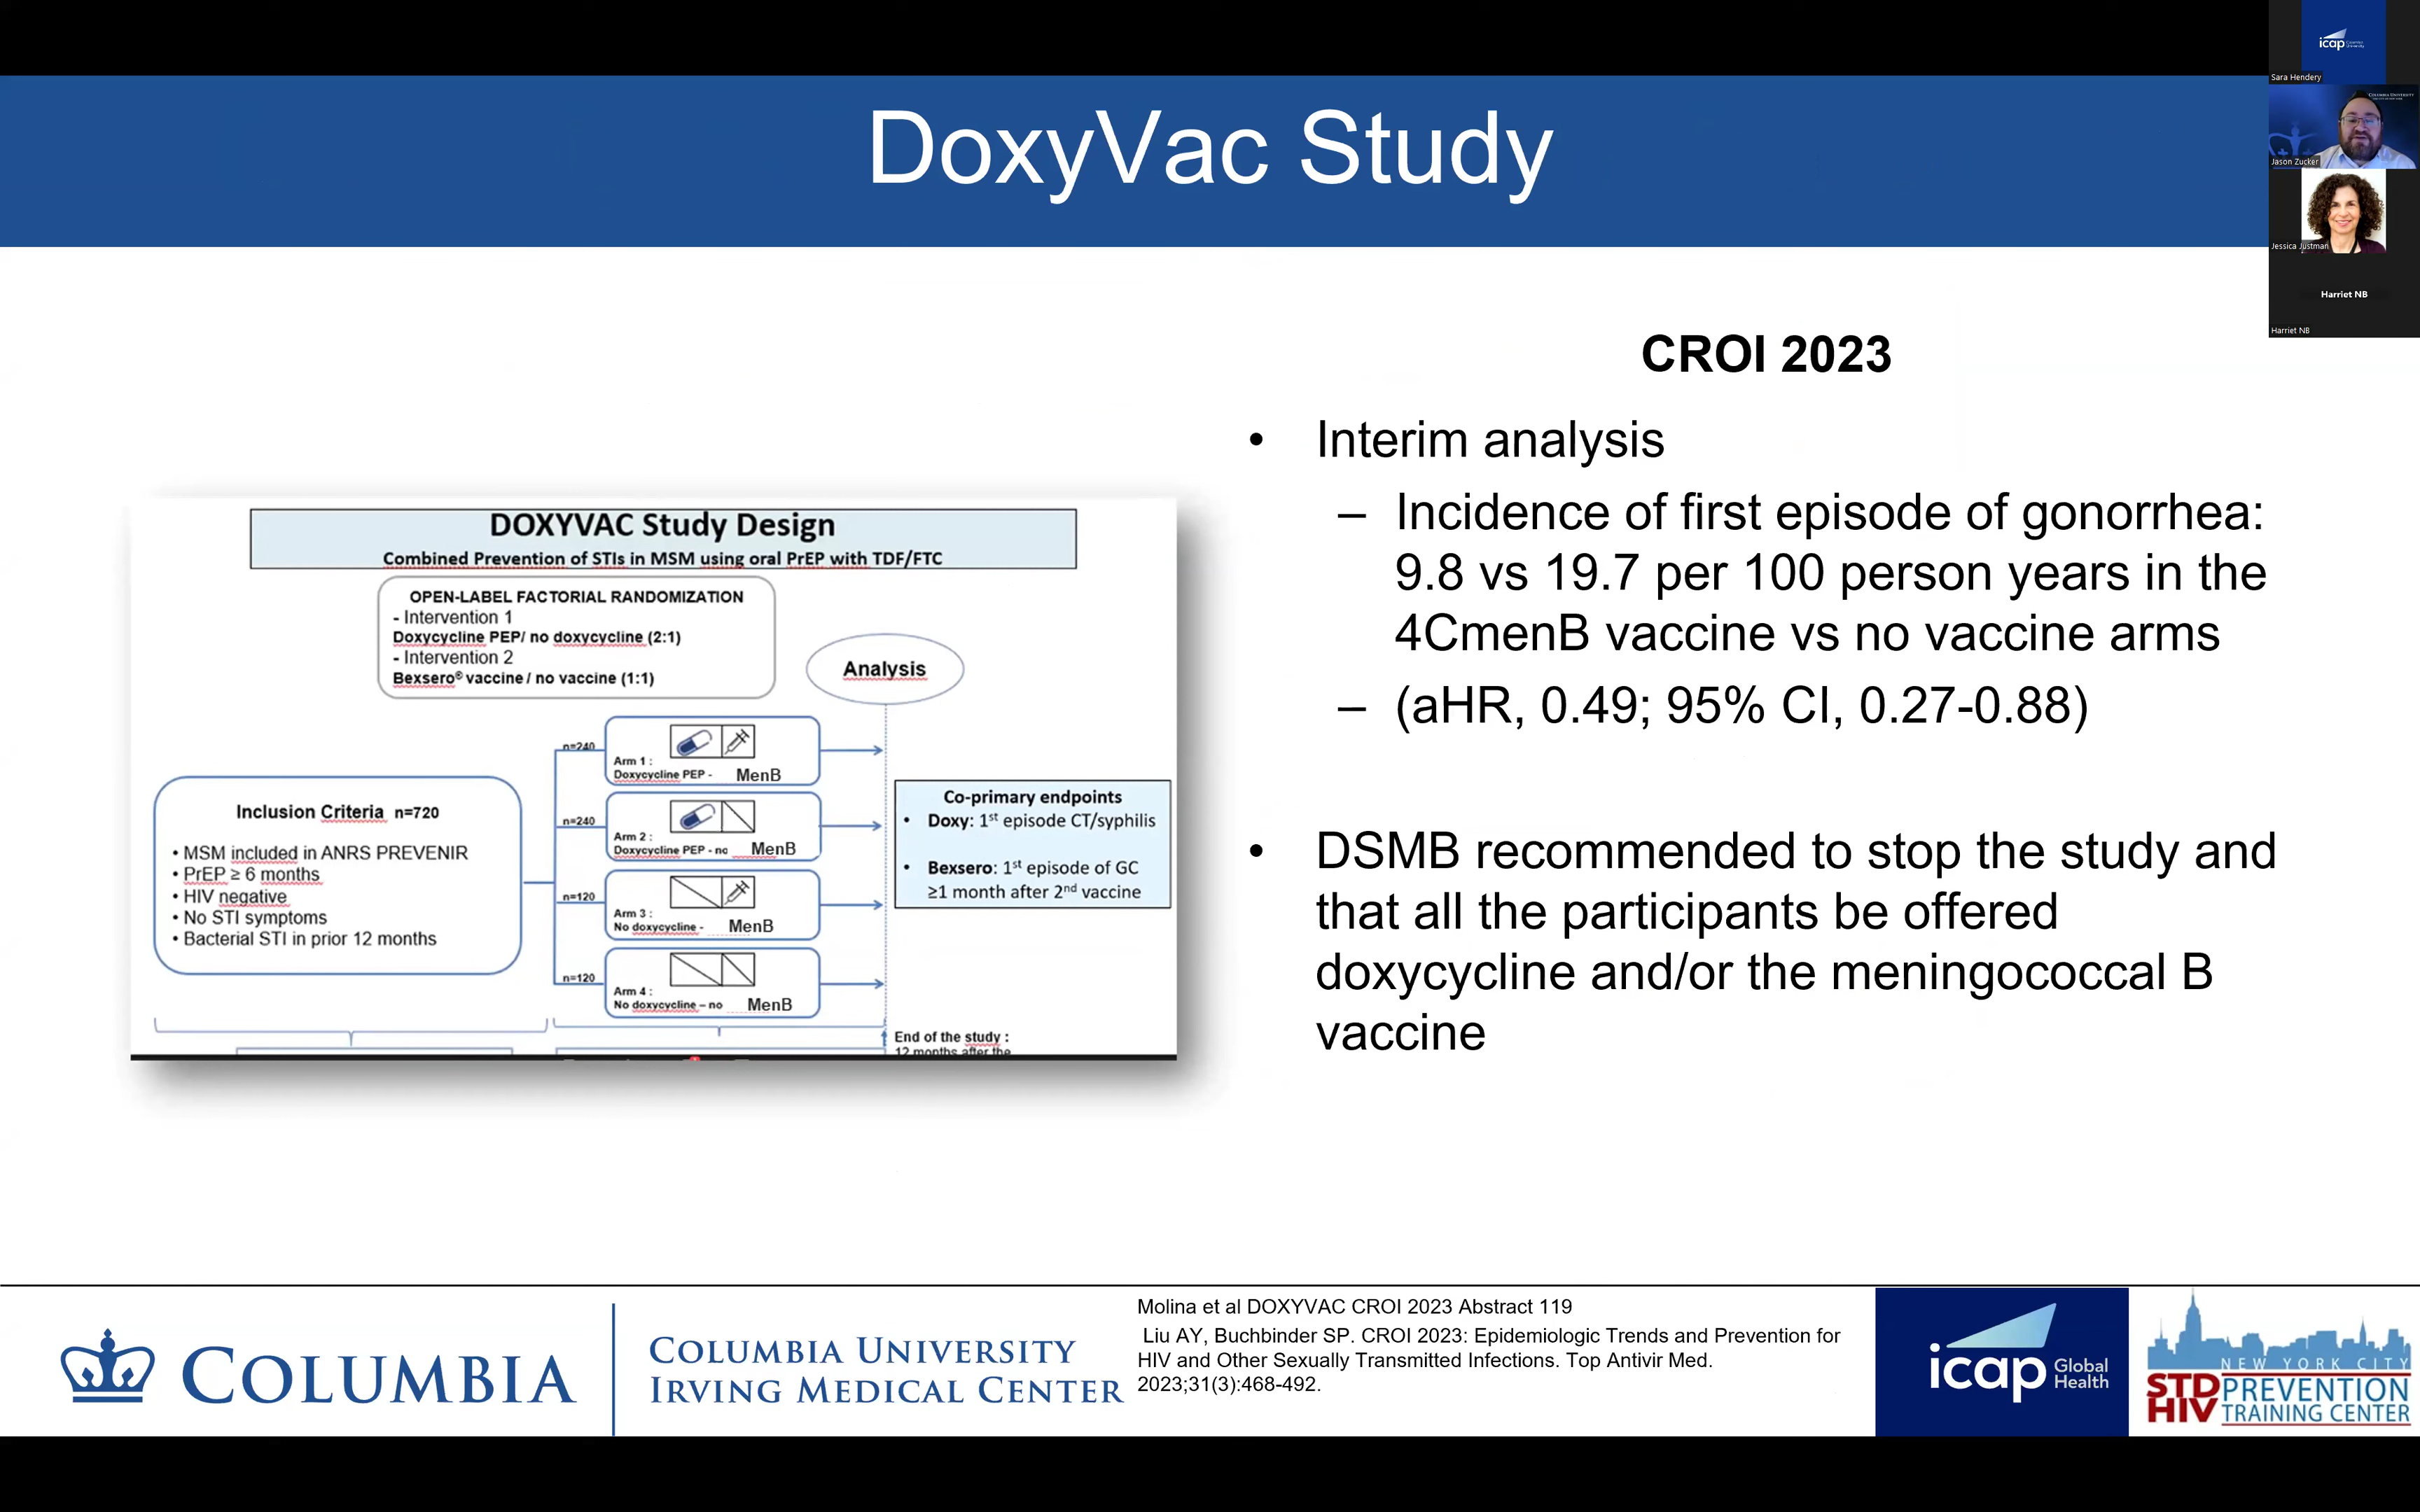 DoxyVac Study
icap
Sara Hendery
COLUMBIA UNIVERSITY
Jason Zucker
Jessica Justman
Harriet NB
Harriet NB
DOXYVAC Study Design
Combined Prevention of STIs in MSM using oral PrEP with TDF/FTC
OPEN-LABEL FACTORIAL RANDOMIZATION
- Intervention 1
Doxycycline PEP/ no doxycycline (2:1)
- Intervention 2
Bexsero® vaccine / no vaccine (1:1)
Analysis
Inclusion Criteria n=720
• MSM included in ANRS PREVENIR
• PrEP ≥ 6 months
• HIV negative
• No STI symptoms
• Bacterial STI in prior 12 months
n=240
Arm 1 :
Doxycycline PEP - MenB
n=240
Arm 2 :
Doxycycline PEP - no MenB
n=120
Arm 3 :
No doxycycline - MenB
n=120
Arm 4 :
No doxycycline – no MenB
Co-primary endpoints
• Doxy: 1st episode CT/syphilis
• Bexsero: 1st episode of GC
≥1 month after 2nd vaccine
End of the study :
12 months after the
CROI 2023
• Interim analysis
– Incidence of first episode of gonorrhea:
9.8 vs 19.7 per 100 person years in the
4CmenB vaccine vs no vaccine arms
– (aHR, 0.49; 95% CI, 0.27-0.88)
• DSMB recommended to stop the study and
that all the participants be offered
doxycycline and/or the meningococcal B
vaccine
COLUMBIA
COLUMBIA UNIVERSITY
IRVING MEDICAL CENTER
Molina et al DOXYVAC CROI 2023 Abstract 119
Liu AY, Buchbinder SP. CROI 2023: Epidemiologic Trends and Prevention for
HIV and Other Sexually Transmitted Infections. Top Antivir Med.
2023;31(3):468-492.
icap Global
Health
NEW YORK CITY
STD PREVENTION
HIV TRAINING CENTER